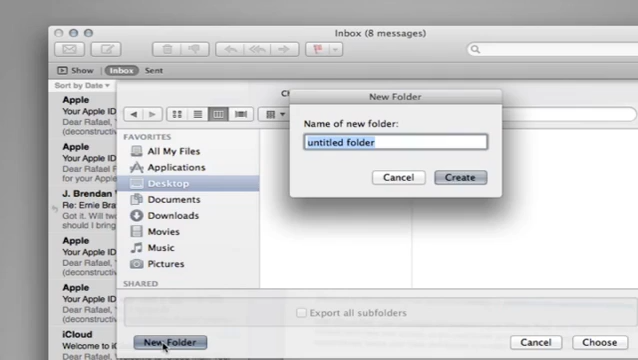 Inbox (8 messages)
Show
Inbox
Sent
Sort by Date
Apple
Your Apple ID
Dear Rafael,
(deconstructiv
Apple
Your Apple ID
Dear Rafael,
for your Apple
J. Brendan
Re: Ernie Bra
Got it. Will
should I bring
Apple
Your Apple ID
Dear Rafael,
(deconstructiv
Apple
Your Apple ID
Dear Rafael,
(deconstructiv
iCloud
Welcome to iC
New Folder
Name of new folder:
untitled folder
Cancel
Create
FAVORITES
All My Files
Applications
Desktop
Documents
Downloads
Movies
Music
Pictures
SHARED
Export all subfolders
New Folder
Cancel
Choose